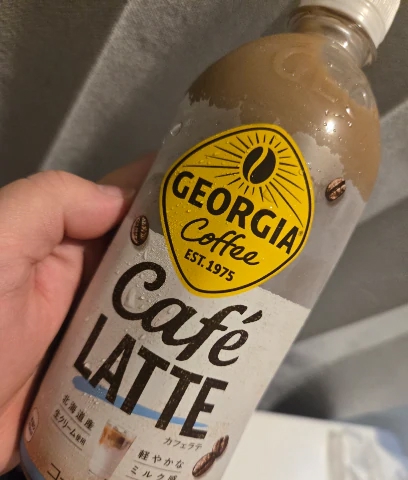 GEORGIA
Coffee
EST.1975
Café
LATTE
カフェラテ
北海道産
生クリーム使用
軽やかな
ミルク感